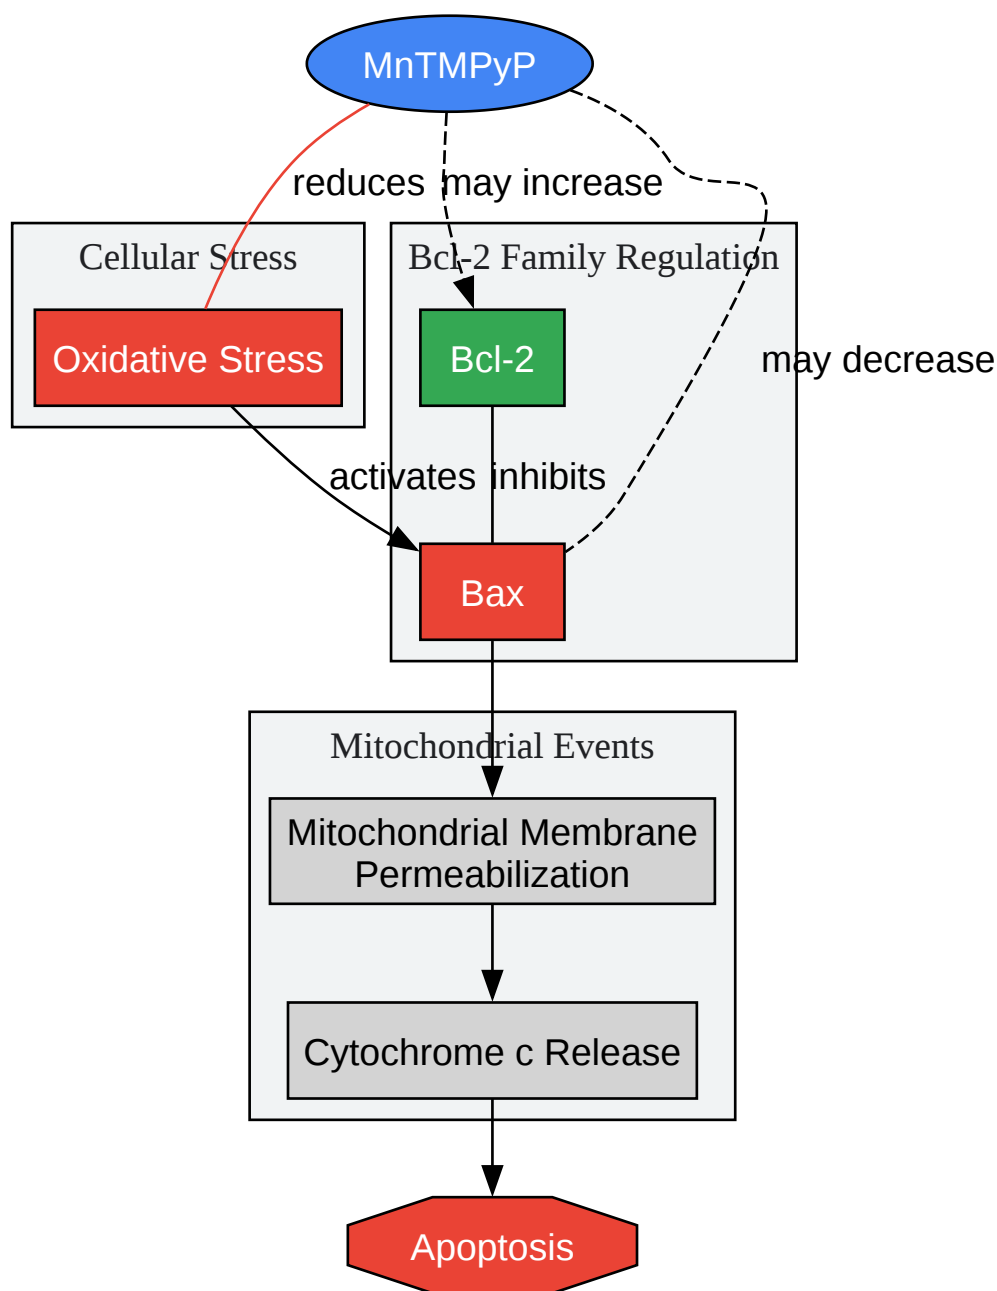 MnTMPyP
reduces
may increase
Cellular Stress
Bcl-2 Family Regulation
Oxidative Stress
Bcl-2
may decrease
activates
inhibits
Bax
Mitochondrial Events
Mitochondrial Membrane
Permeabilization
Cytochrome c Release
Apoptosis